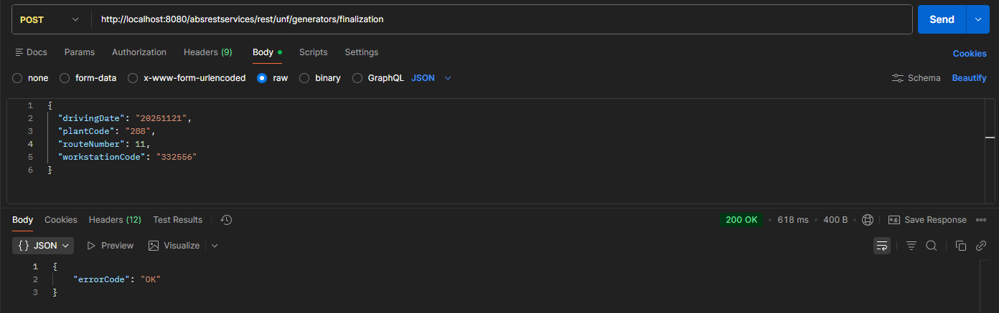 POST http://localhost:8080/absrestservices/rest/unf/generators/finalization Send
Docs Params Authorization Headers (9) Body Scripts Settings Cookies
none form-data x-www-form-urlencoded raw binary GraphQL JSON Schema Beautify
1 {
2 "drivingDate": "20251121",
3 "plantCode": "288",
4 "routeNumber": 11,
5 "workstationCode": "332556"
6 }
Body Cookies Headers (12) Test Results 200 OK • 618 ms • 400 B e.g. Save Response
{} JSON Preview Visualize
1 {
2 "errorCode": "OK"
3 }